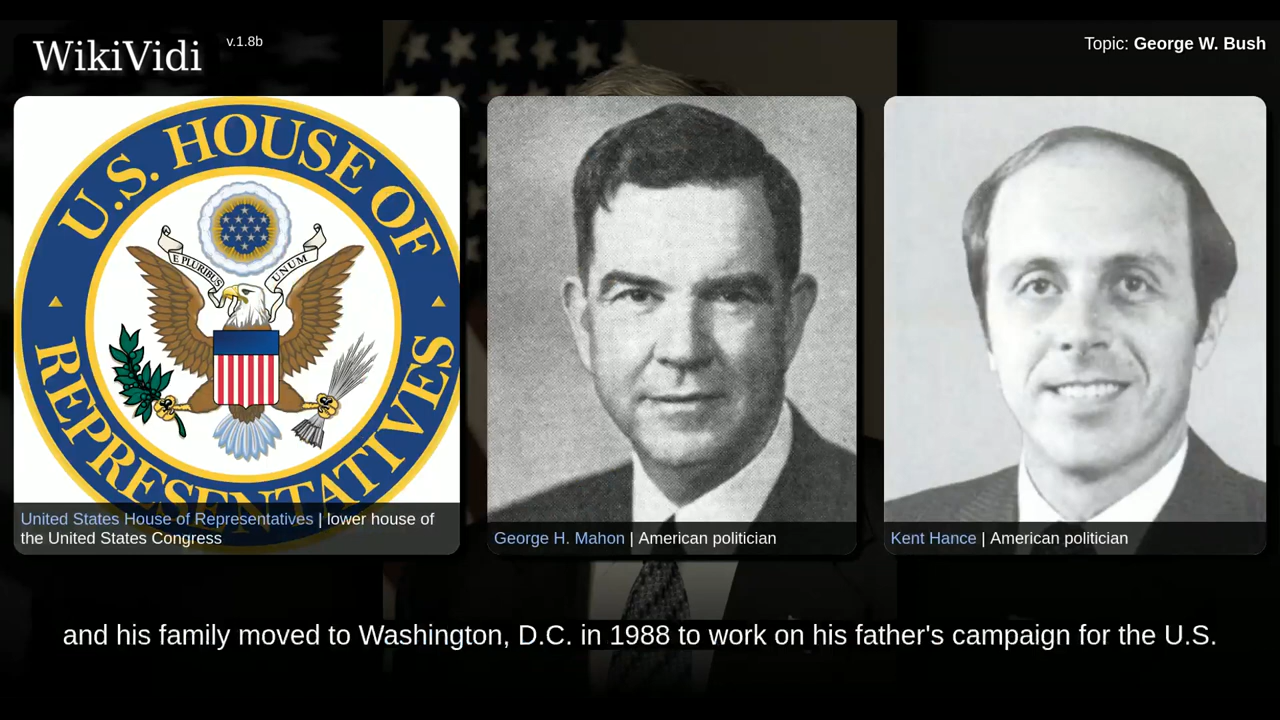 WikiVidi
v.1.8b
Topic: George W. Bush
U.S. HOUSE OF
REPRESENTATIVES
E PLURIBUS
UNUM
United States House of Representatives | lower house of
the United States Congress
George H. Mahon | American politician
Kent Hance | American politician
and his family moved to Washington, D.C. in 1988 to work on his father's campaign for the U.S.